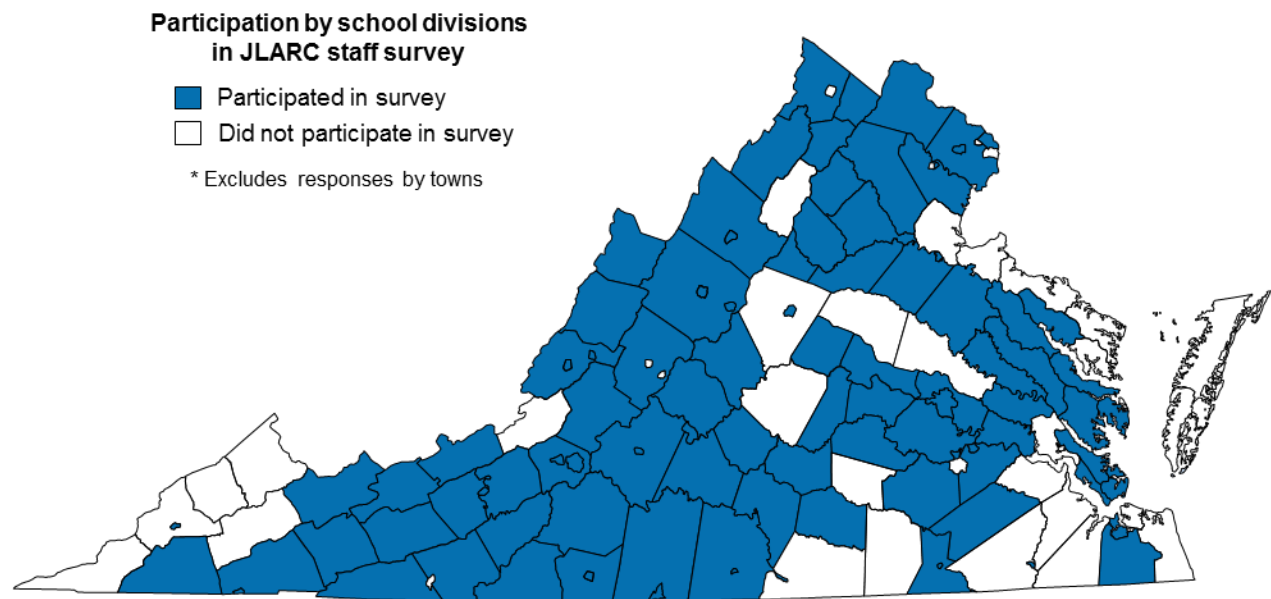 Participation by school divisions
in JLARC staff survey
Participated in survey
Did not participate in survey
* Excludes responses by towns